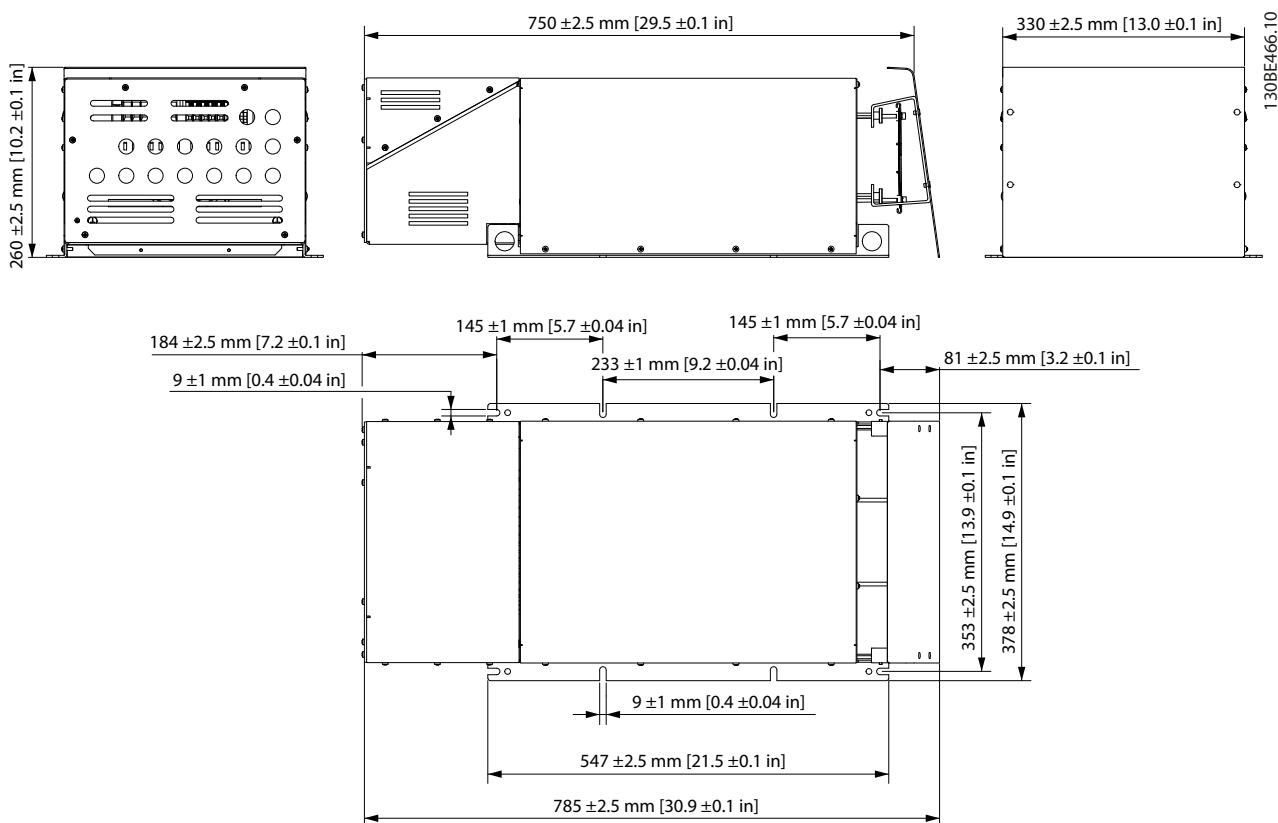 750 ±2.5 mm [29.5 ±0.1 in]
330 ±2.5 mm [13.0 ±0.1 in]
130BE466.10
260 ±2.5 mm [10.2 ±0.1 in]
145 ±1 mm [5.7 ±0.04 in]
145 ±1 mm [5.7 ±0.04 in]
184 ±2.5 mm [7.2 ±0.1 in]
233 ±1 mm [9.2 ±0.04 in]
81 ±2.5 mm [3.2 ±0.1 in]
9 ±1 mm [0.4 ±0.04 in]
353 ±2.5 mm [13.9 ±0.1 in]
378 ±2.5 mm [14.9 ±0.1 in]
9 ±1 mm [0.4 ±0.04 in]
547 ±2.5 mm [21.5 ±0.1 in]
785 ±2.5 mm [30.9 ±0.1 in]